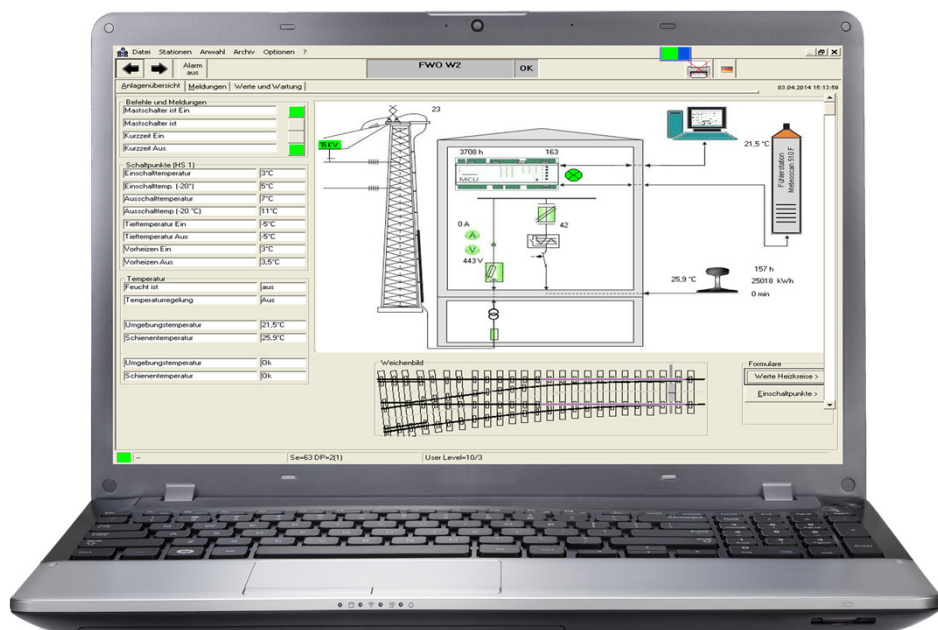 Datei Stationen Anwahl Archiv Optionen ?
Alarm
aus
FWO W2 OK
Anlagenübersicht Meldungen Werte und Wartung
03.04.2014 15:13:59
Befehle und Meldungen
Mastschalter ist Ein
Mastschalter ist
Kurzzeit Ein
Kurzzeit Aus
Schaltpunkte (HS 1)
Einschalttemperatur 3°C
Einschalttemp. (-20°) 5°C
Ausschalttemperatur 7°C
Ausschalttemp (-20 °C) 11°C
Tieftemperatur Ein -5°C
Tieftemperatur Aus -5°C
Vorheizen Ein 3°C
Vorheizen Aus 3,5°C
Temperatur
Feucht ist aus
Temperaturregelung Aus
Umgebungstemperatur 21,5°C
Schienentemperatur 25,9°C
Umgebungstemperatur Ok
Schienentemperatur Ok
23
15KV
3708 h 163
MCU
0 A
A
V
443 V
42
21,5 °C
Fühlerstation
Meteoscan 510 F
25,9 °C
157 h
25018 kWh
0 min
Weichenbild
Formulare
Werte Heizkreise >
Einschaltpunkte >
- Se=63 DP=2(1) User Level=10/3